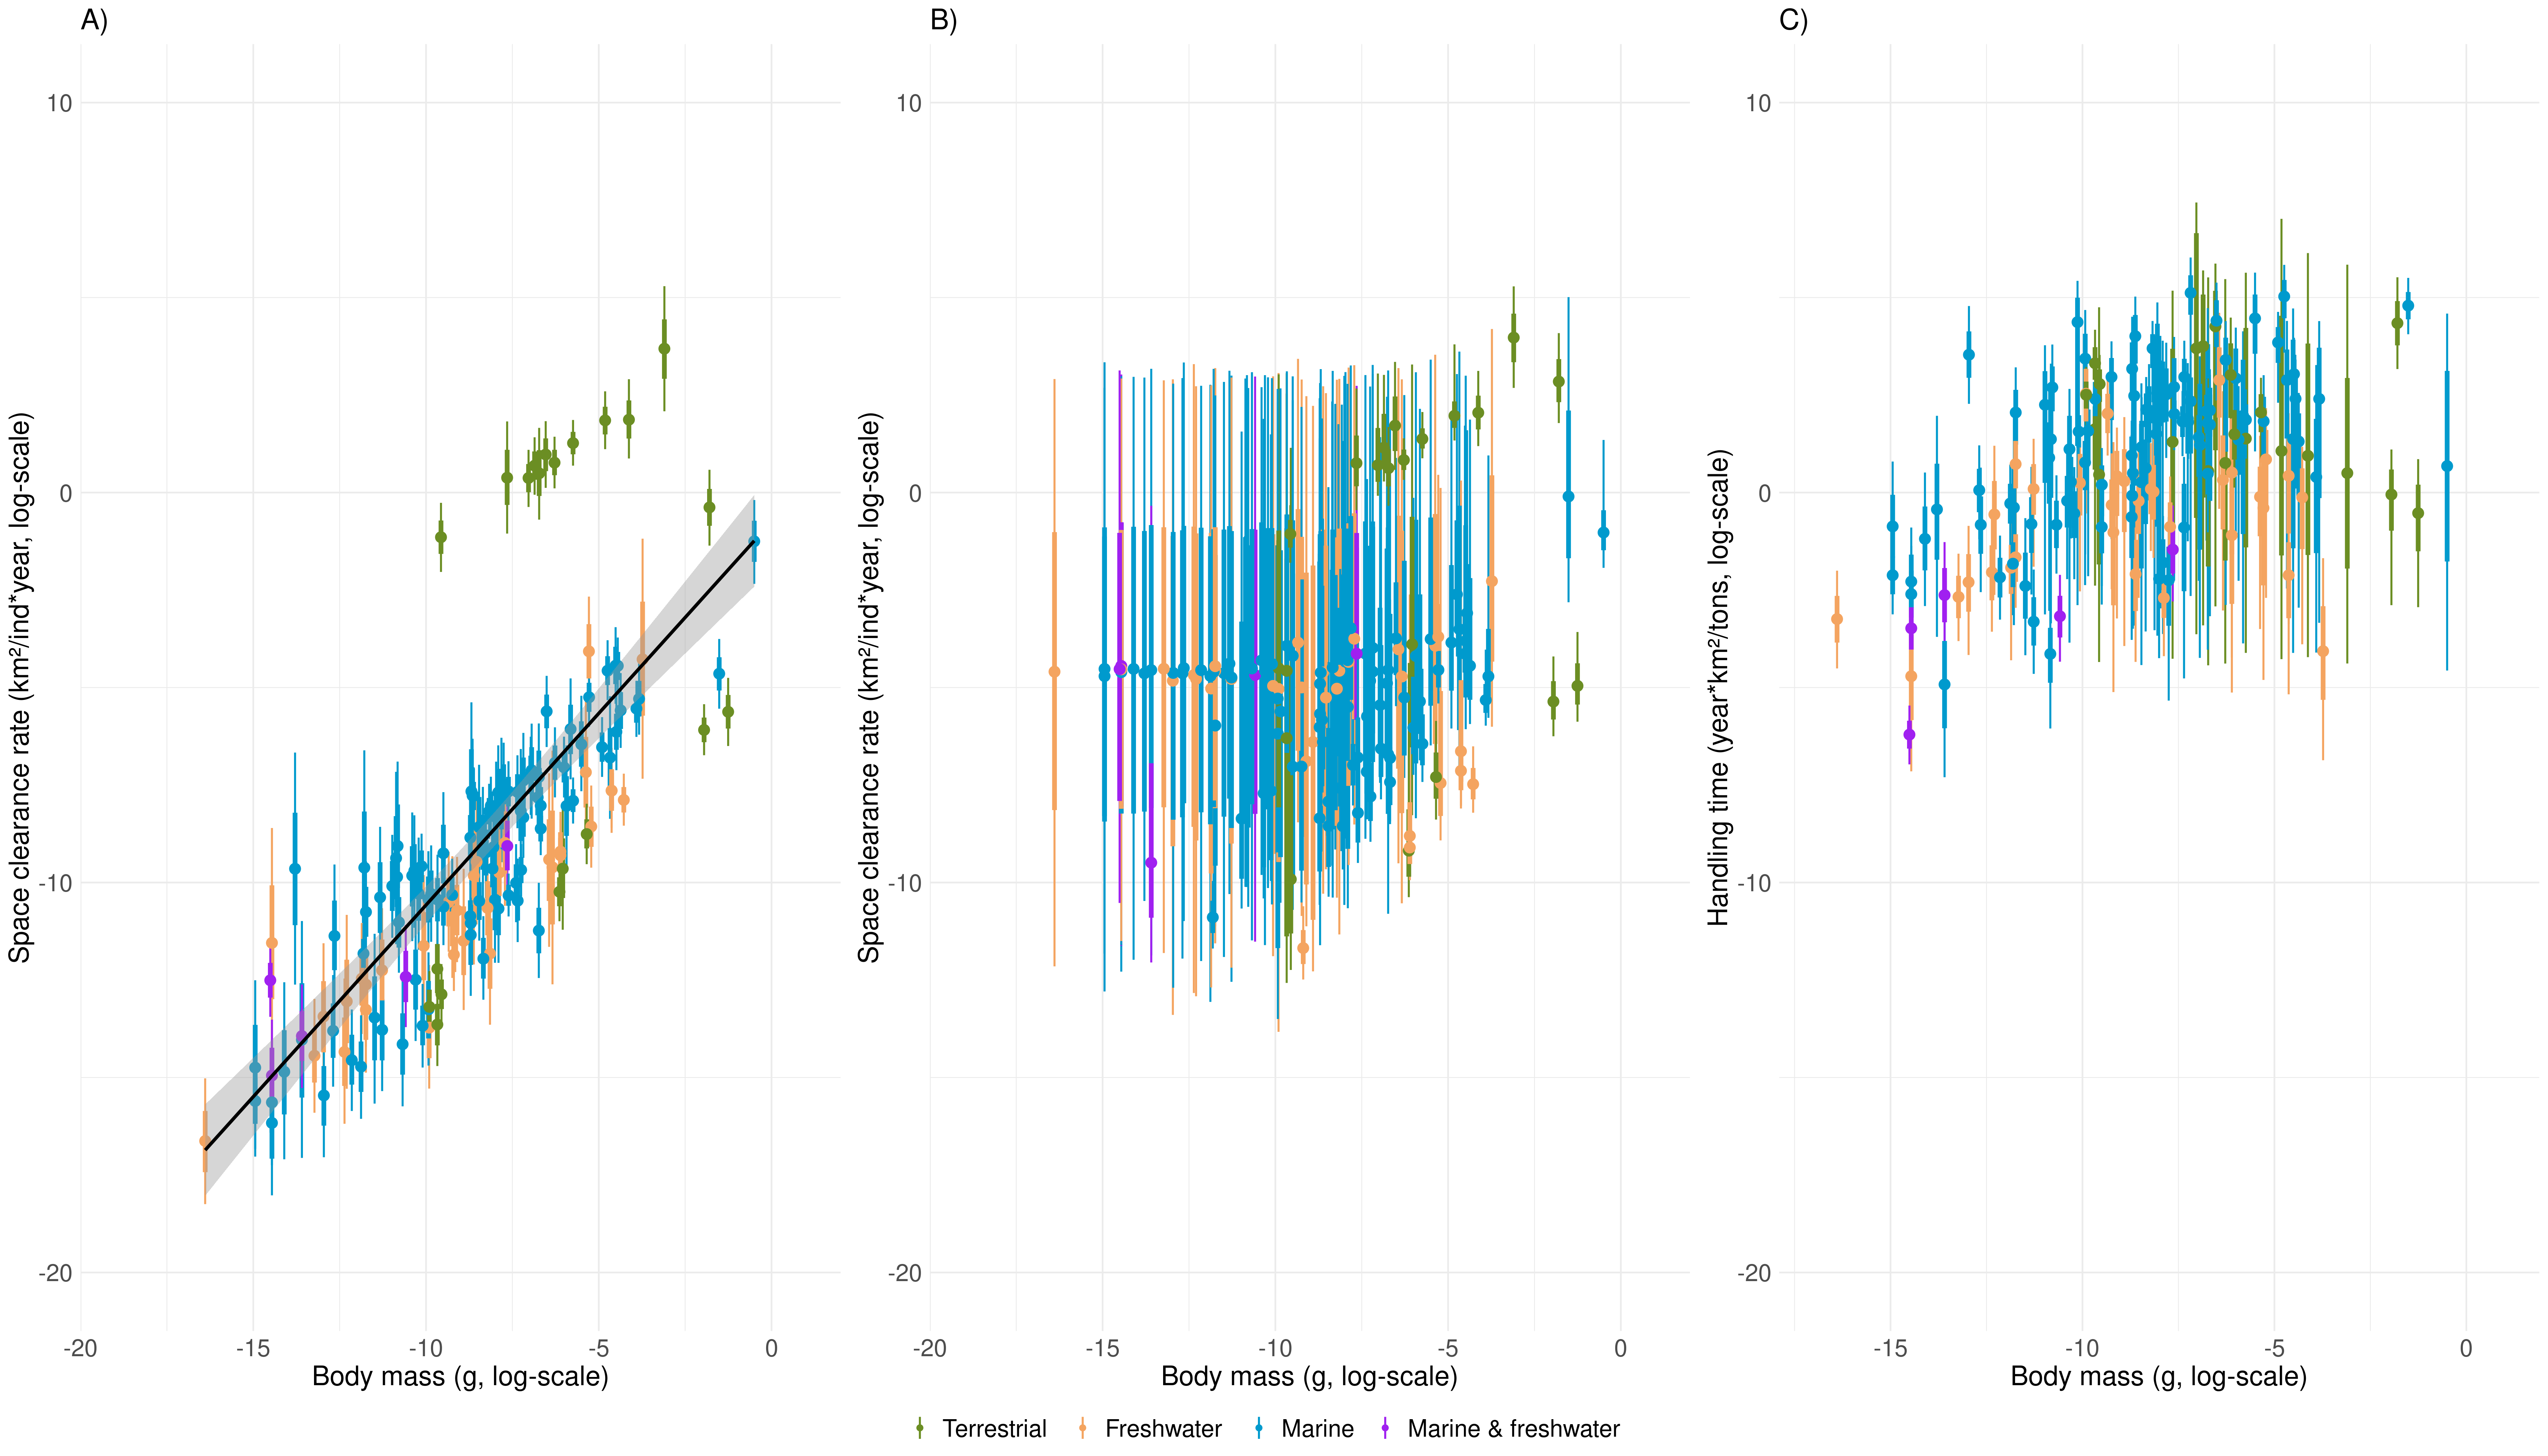 A)
B)
C)
Space clearance rate (km²/ind*year, log-scale)
10
0
-10
-20
-20
-15
-10
-5
0
Body mass (g, log-scale)
Space clearance rate (km²/ind*year, log-scale)
10
0
-10
-20
-20
-15
-10
-5
0
Body mass (g, log-scale)
Handling time (year*km²/tons, log-scale)
10
0
-10
-20
-15
-10
-5
0
Body mass (g, log-scale)
Terrestrial Freshwater Marine Marine & freshwater